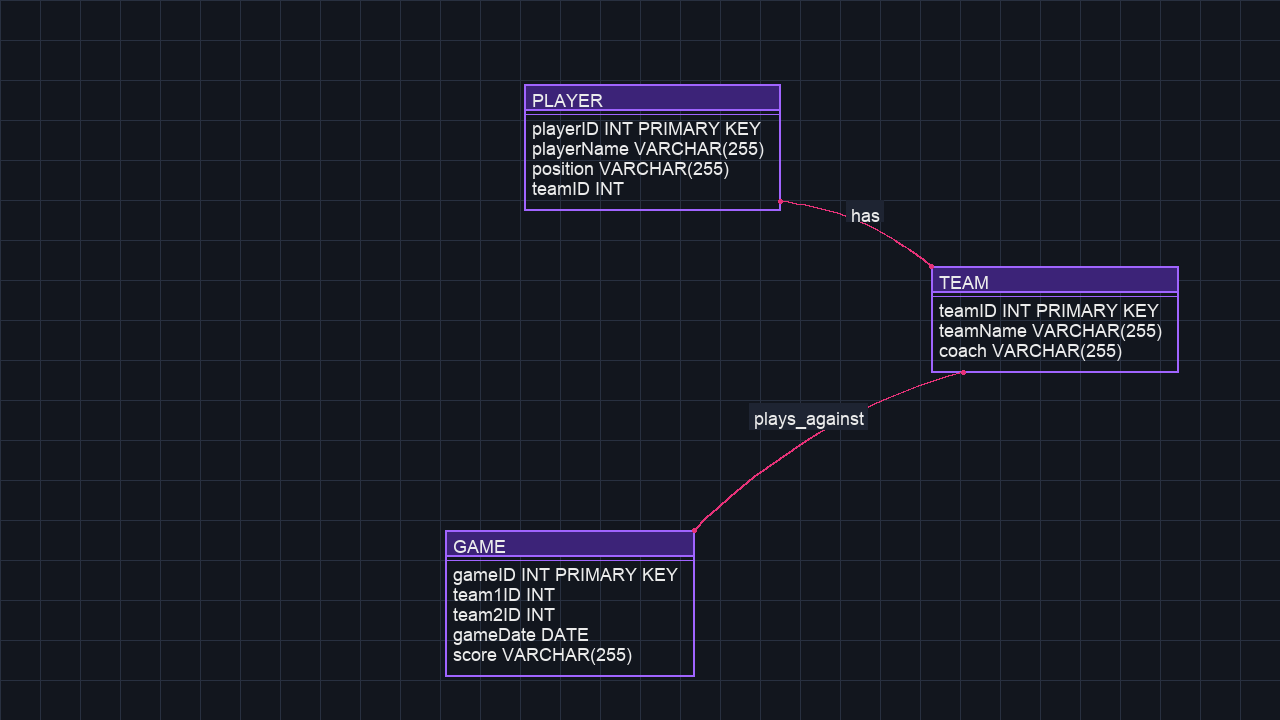 PLAYER
playerID INT PRIMARY KEY
playerName VARCHAR(255)
position VARCHAR(255)
teamID INT
has
TEAM
teamID INT PRIMARY KEY
teamName VARCHAR(255)
coach VARCHAR(255)
plays_against
GAME
gameID INT PRIMARY KEY
team1ID INT
team2ID INT
gameDate DATE
score VARCHAR(255)